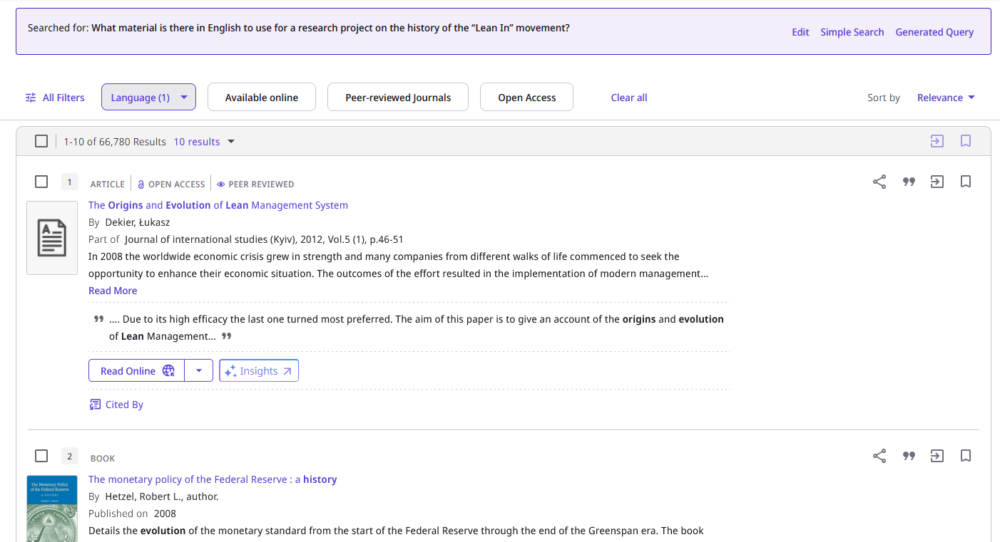 Searched for: What material is there in English to use for a research project on the history of the “Lean In” movement?
Edit Simple Search Generated Query
All Filters Language (1) Available online Peer-reviewed Journals Open Access Clear all Sort by Relevance
1-10 of 66,780 Results 10 results
1 ARTICLE OPEN ACCESS PEER REVIEWED
The Origins and Evolution of Lean Management System
By Dekier, Łukasz
Part of Journal of international studies (Kyiv), 2012, Vol.5 (1), p.46-51
In 2008 the worldwide economic crisis grew in strength and many companies from different walks of life commenced to seek the
opportunity to enhance their economic situation. The outcomes of the effort resulted in the implementation of modern management...
Read More
.... Due to its high efficacy the last one turned most preferred. The aim of this paper is to give an account of the origins and evolution
of Lean Management...
Read Online Insights
Cited By
2 BOOK
The monetary policy of the Federal Reserve : a history
By Hetzel, Robert L., author.
Published on 2008
Details the evolution of the monetary standard from the start of the Federal Reserve through the end of the Greenspan era. The book
The Monetary Policy
of the Federal Reserve
A HISTORY